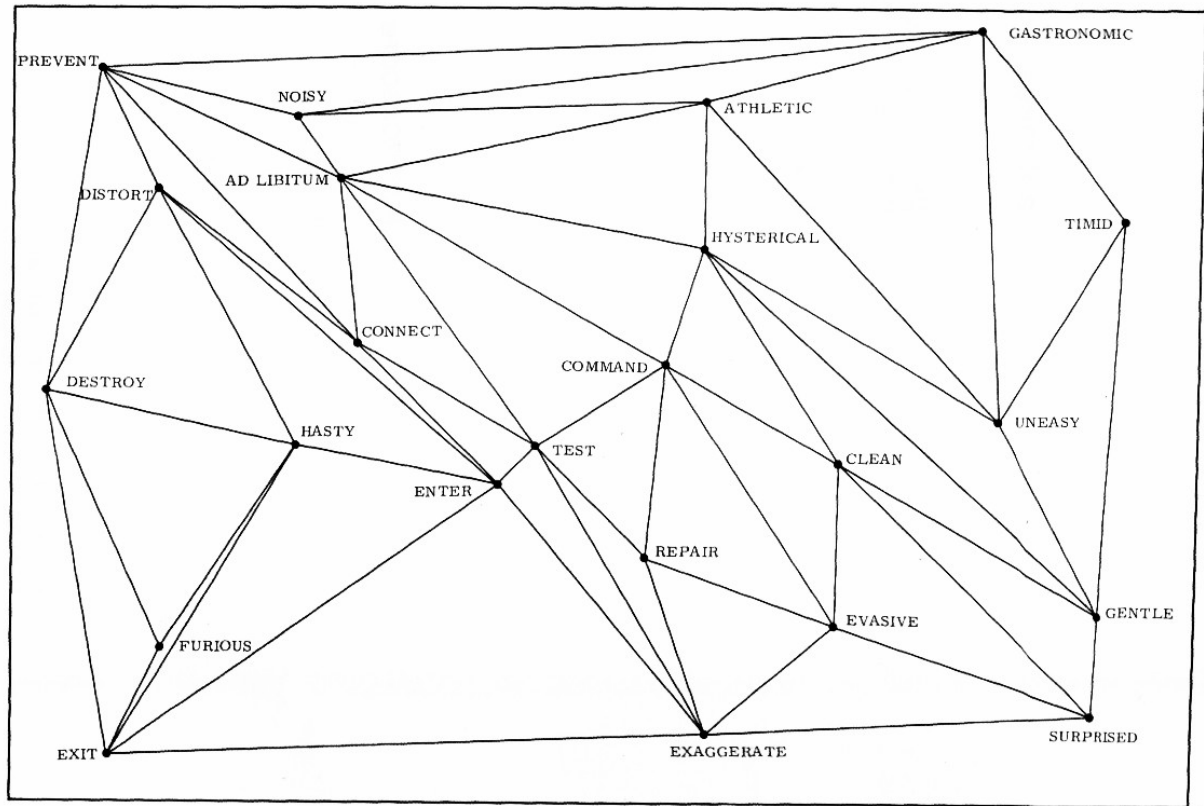 GASTRONOMIC
PREVENT
NOISY
ATHLETIC
AD LIBITUM
DISTORT
TIMID
HYSTERICAL
CONNECT
COMMAND
DESTROY
UNEASY
HASTY
TEST
CLEAN
ENTER
REPAIR
GENTLE
EVASIVE
FURIOUS
SURPRISED
EXAGGERATE
EXIT